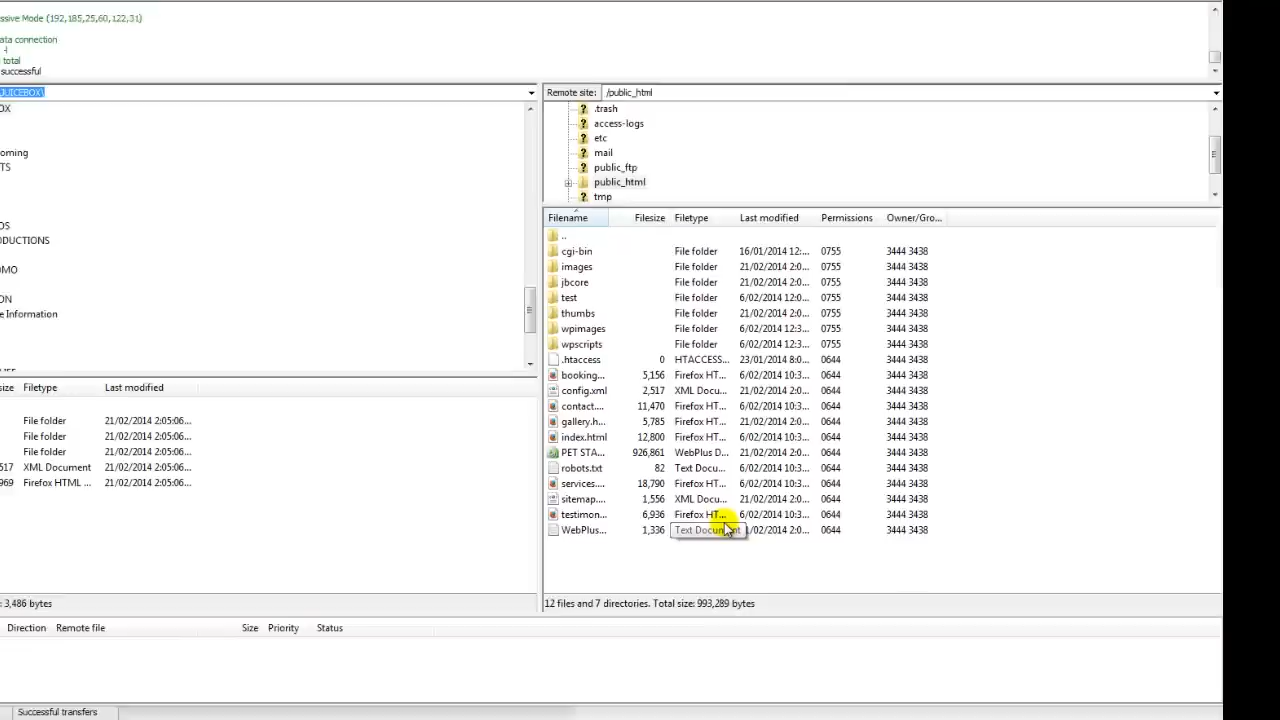 ssive Mode (192,185,25,60,122,31)
ata connection
total
successful
JUICEBOX\
Remote site: /public_html
OX
oming
TS
OS
ODUCTIONS
OMO
ON
e Information
.trash
access-logs
etc
mail
public_ftp
public_html
tmp
Filename Filesize Filetype Last modified Permissions Owner/Gro...
..
cgi-bin File folder 16/01/2014 12:... 0755 3444 3438
images File folder 21/02/2014 2:0... 0755 3444 3438
jbcore File folder 21/02/2014 2:0... 0755 3444 3438
test File folder 6/02/2014 12:0... 0755 3444 3438
thumbs File folder 21/02/2014 2:0... 0755 3444 3438
wpimages File folder 6/02/2014 12:3... 0755 3444 3438
wpscripts File folder 6/02/2014 12:3... 0755 3444 3438
.htaccess 0 HTACCESS... 23/01/2014 8:0... 0644 3444 3438
booking... 5,156 Firefox HT... 6/02/2014 10:3... 0644 3444 3438
config.xml 2,517 XML Docu... 21/02/2014 2:0... 0644 3444 3438
contact.... 11,470 Firefox HT... 6/02/2014 10:3... 0644 3444 3438
gallery.h... 5,785 Firefox HT... 21/02/2014 2:0... 0644 3444 3438
index.html 12,800 Firefox HT... 6/02/2014 10:3... 0644 3444 3438
PET STA... 926,861 WebPlus D... 21/02/2014 2:0... 0644 3444 3438
robots.txt 82 Text Docu... 6/02/2014 10:3... 0644 3444 3438
services.... 18,790 Firefox HT... 6/02/2014 10:3... 0644 3444 3438
sitemap.... 1,556 XML Docu... 21/02/2014 2:0... 0644 3444 3438
testimon... 6,936 Firefox HT... 6/02/2014 10:3... 0644 3444 3438
WebPlus... 1,336 Text Document 1/02/2014 2:0... 0644 3444 3438
size Filetype Last modified
File folder 21/02/2014 2:05:06...
File folder 21/02/2014 2:05:06...
File folder 21/02/2014 2:05:06...
517 XML Document 21/02/2014 2:05:06...
969 Firefox HTML ... 21/02/2014 2:05:06...
: 3,486 bytes
12 files and 7 directories. Total size: 993,289 bytes
Direction Remote file Size Priority Status
Successful transfers